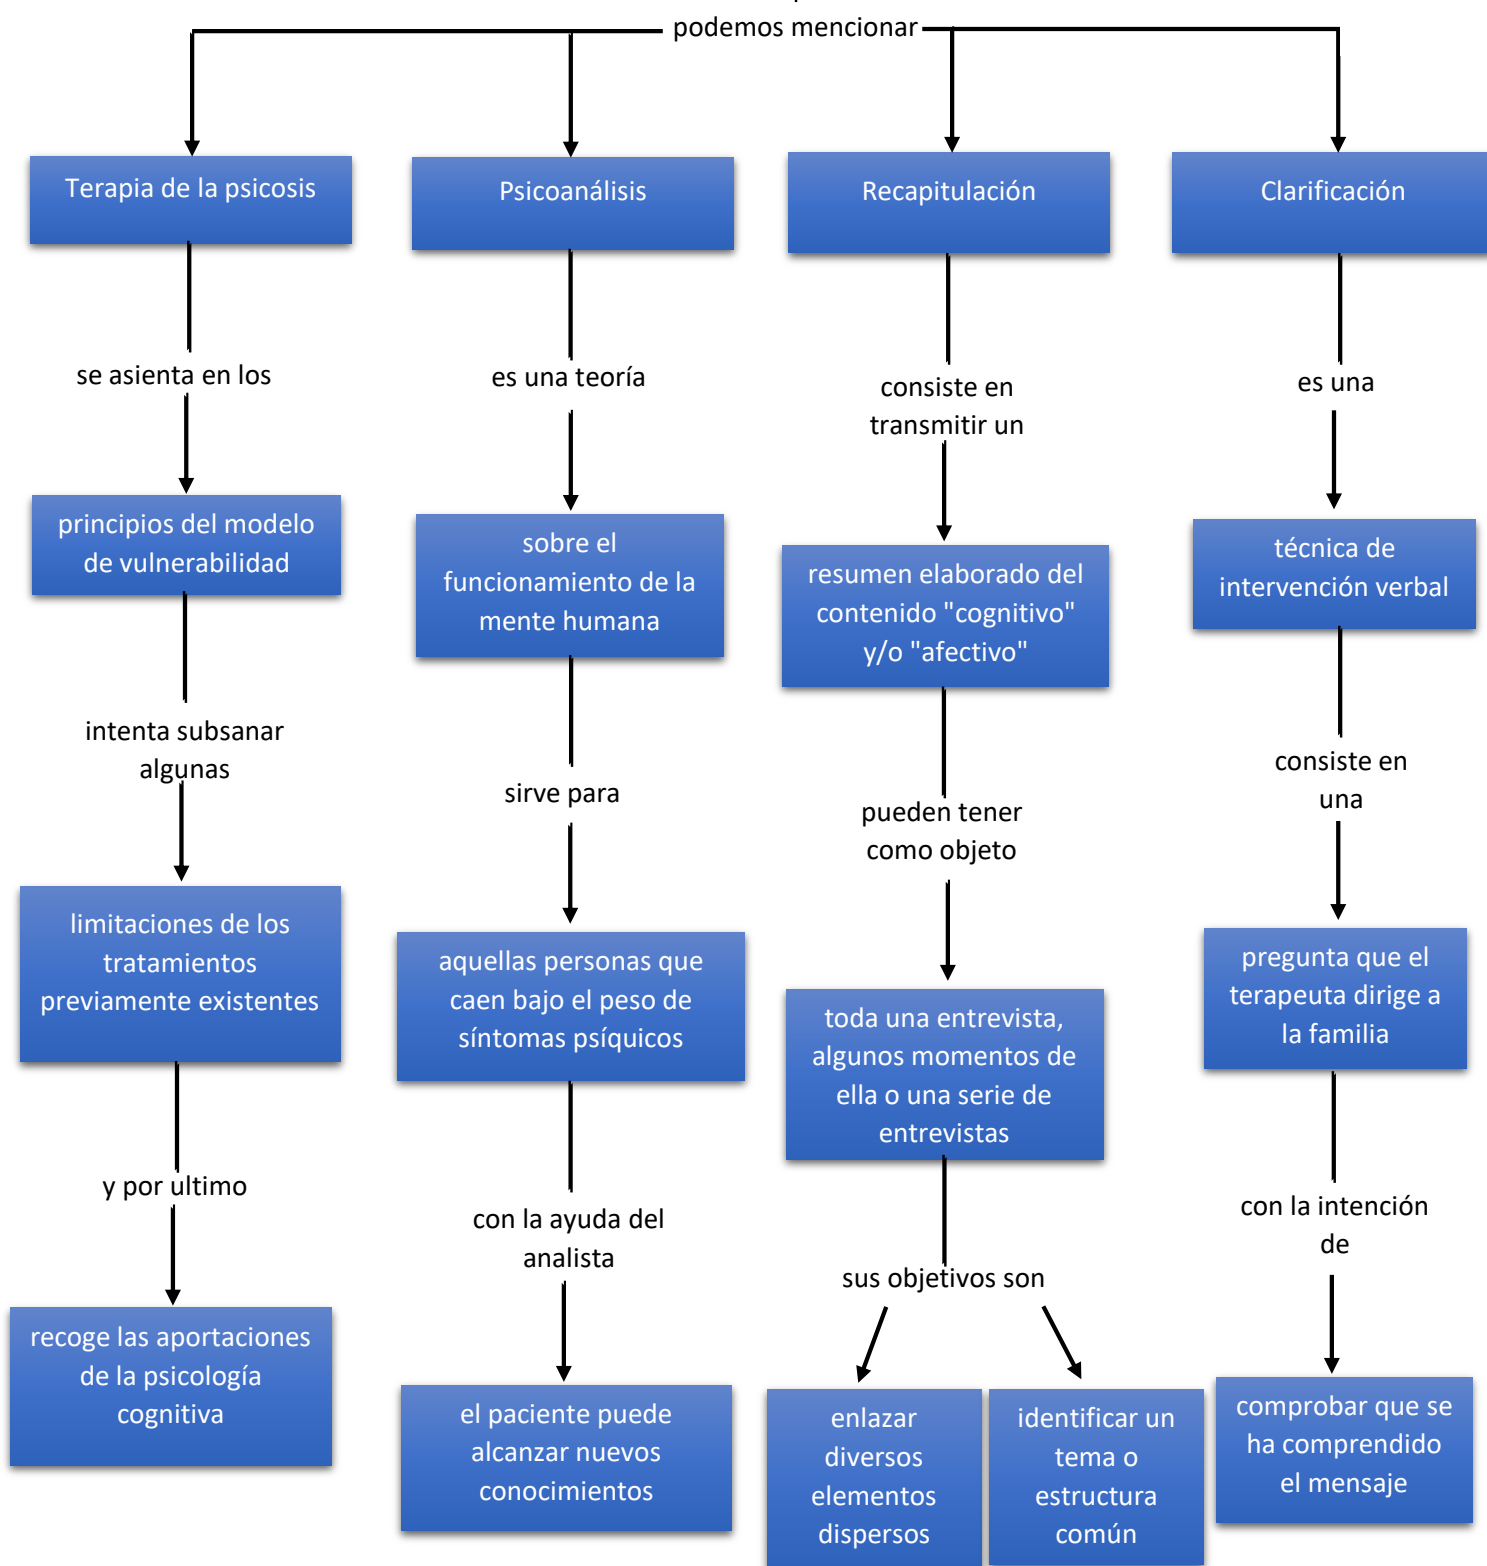 podemos mencionar
Terapia de la psicosis
se asienta en los
principios del modelo
de vulnerabilidad
intenta subsanar
algunas
limitaciones de los
tratamientos
previamente existentes
y por ultimo
recoge las aportaciones
de la psicología
cognitiva
Psicoanálisis
es una teoría
sobre el
funcionamiento de la
mente humana
sirve para
aquellas personas que
caen bajo el peso de
síntomas psíquicos
con la ayuda del
analista
el paciente puede
alcanzar nuevos
conocimientos
Recapitulación
consiste en
transmitir un
resumen elaborado del
contenido "cognitivo"
y/o "afectivo"
pueden tener
como objeto
toda una entrevista,
algunos momentos de
ella o una serie de
entrevistas
sus objetivos son
enlazar
diversos
elementos
dispersos
identificar un
tema o
estructura
común
Clarificación
es una
técnica de
intervención verbal
consiste en
una
pregunta que el
terapeuta dirige a
la familia
con la intención
de
comprobar que se
ha comprendido
el mensaje